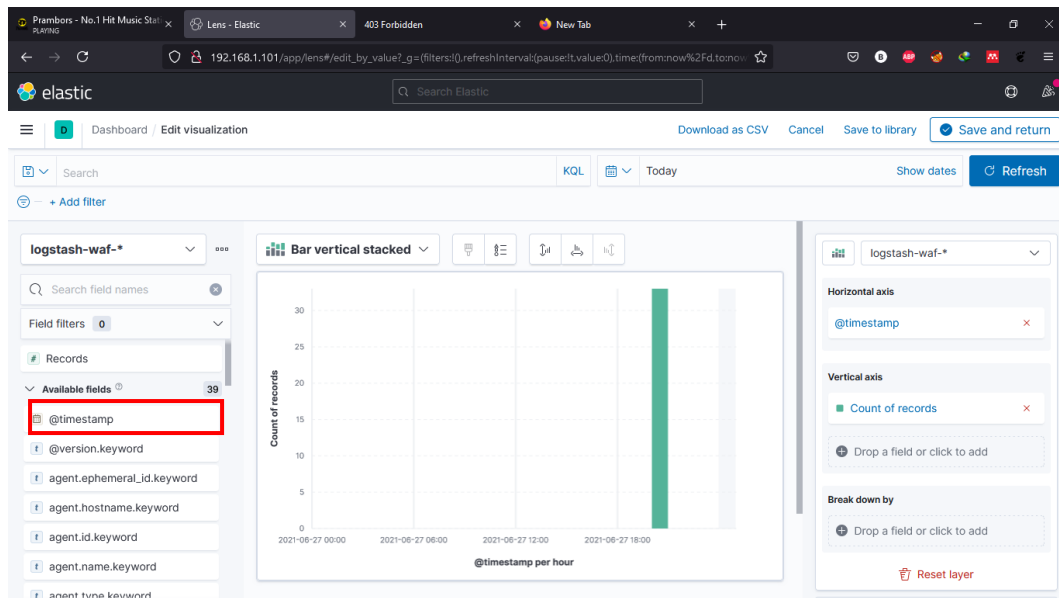 Prambors - No.1 Hit Music Stati
PLAYING
Lens - Elastic
403 Forbidden
New Tab
192.168.1.101/app/lens#/edit_by_value?_g=(filters:!(),refreshInterval:(pause:!t,value:0),time:(from:now%2Fd,to:now
ABP
elastic
Search Elastic
D
Dashboard / Edit visualization
Download as CSV
Cancel
Save to library
Save and return
Search
KQL
Today
Show dates
Refresh
+ Add filter
logstash-waf-*
Search field names
Field filters 0
# Records
Available fields 39
@timestamp
t @version.keyword
t agent.ephemeral_id.keyword
t agent.hostname.keyword
t agent.id.keyword
t agent.name.keyword
t agent.type.keyword
Bar vertical stacked
Count of records
30
25
20
15
10
5
0
2021-06-27 00:00
2021-06-27 06:00
2021-06-27 12:00
2021-06-27 18:00
@timestamp per hour
logstash-waf-*
Horizontal axis
@timestamp
Vertical axis
Count of records
Drop a field or click to add
Break down by
Drop a field or click to add
Reset layer